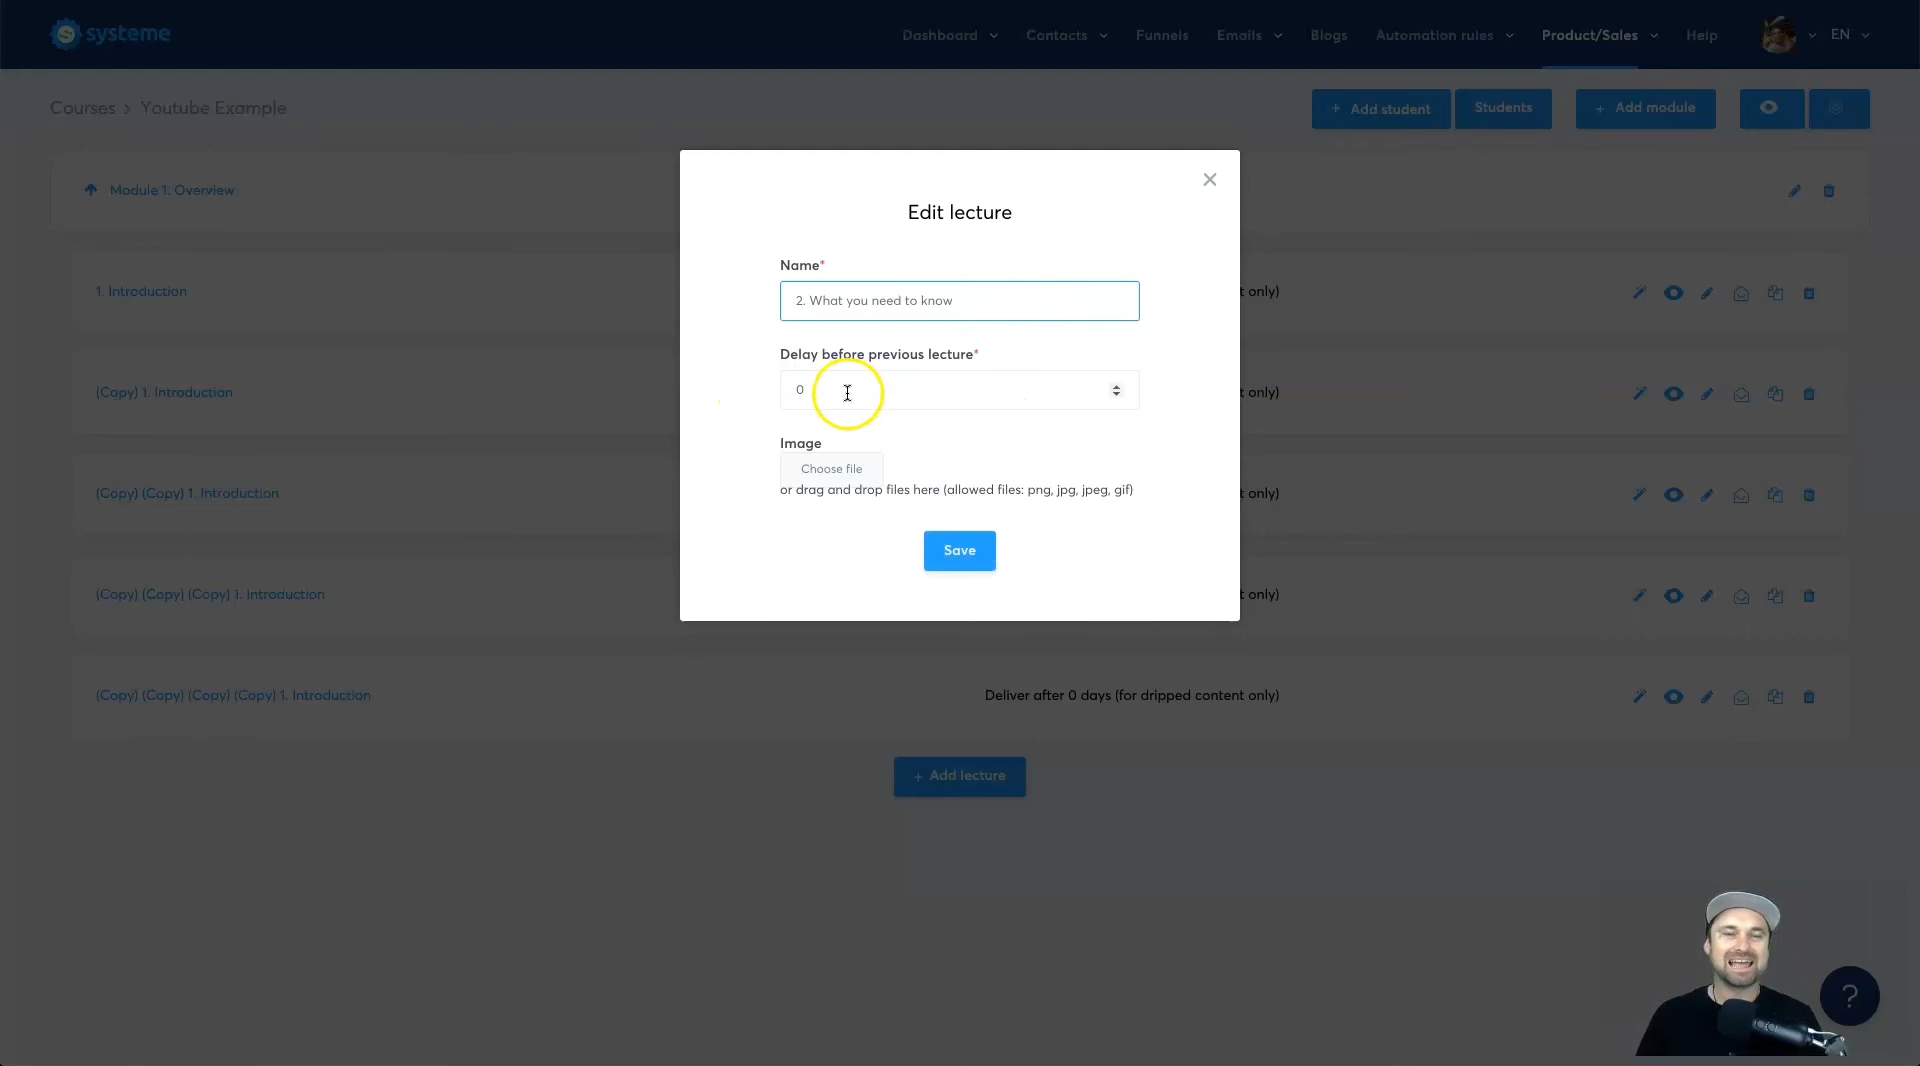 systeme
Dashboard Contacts Funnels Emails Blogs Automation rules Product/Sales Help EN
Courses > Youtube Example
+ Add student Students + Add module
Module 1: Overview
Edit lecture
Name*
1. Introduction t only)
2. What you need to know
Delay before previous lecture*
(Copy) 1. Introduction 0 t only)
Image
Choose file
or drag and drop files here (allowed files: png, jpg, jpeg, gif)
(Copy) (Copy) 1. Introduction t only)
Save
(Copy) (Copy) (Copy) 1. Introduction t only)
(Copy) (Copy) (Copy) (Copy) 1. Introduction Deliver after 0 days (for dripped content only)
+ Add lecture
?